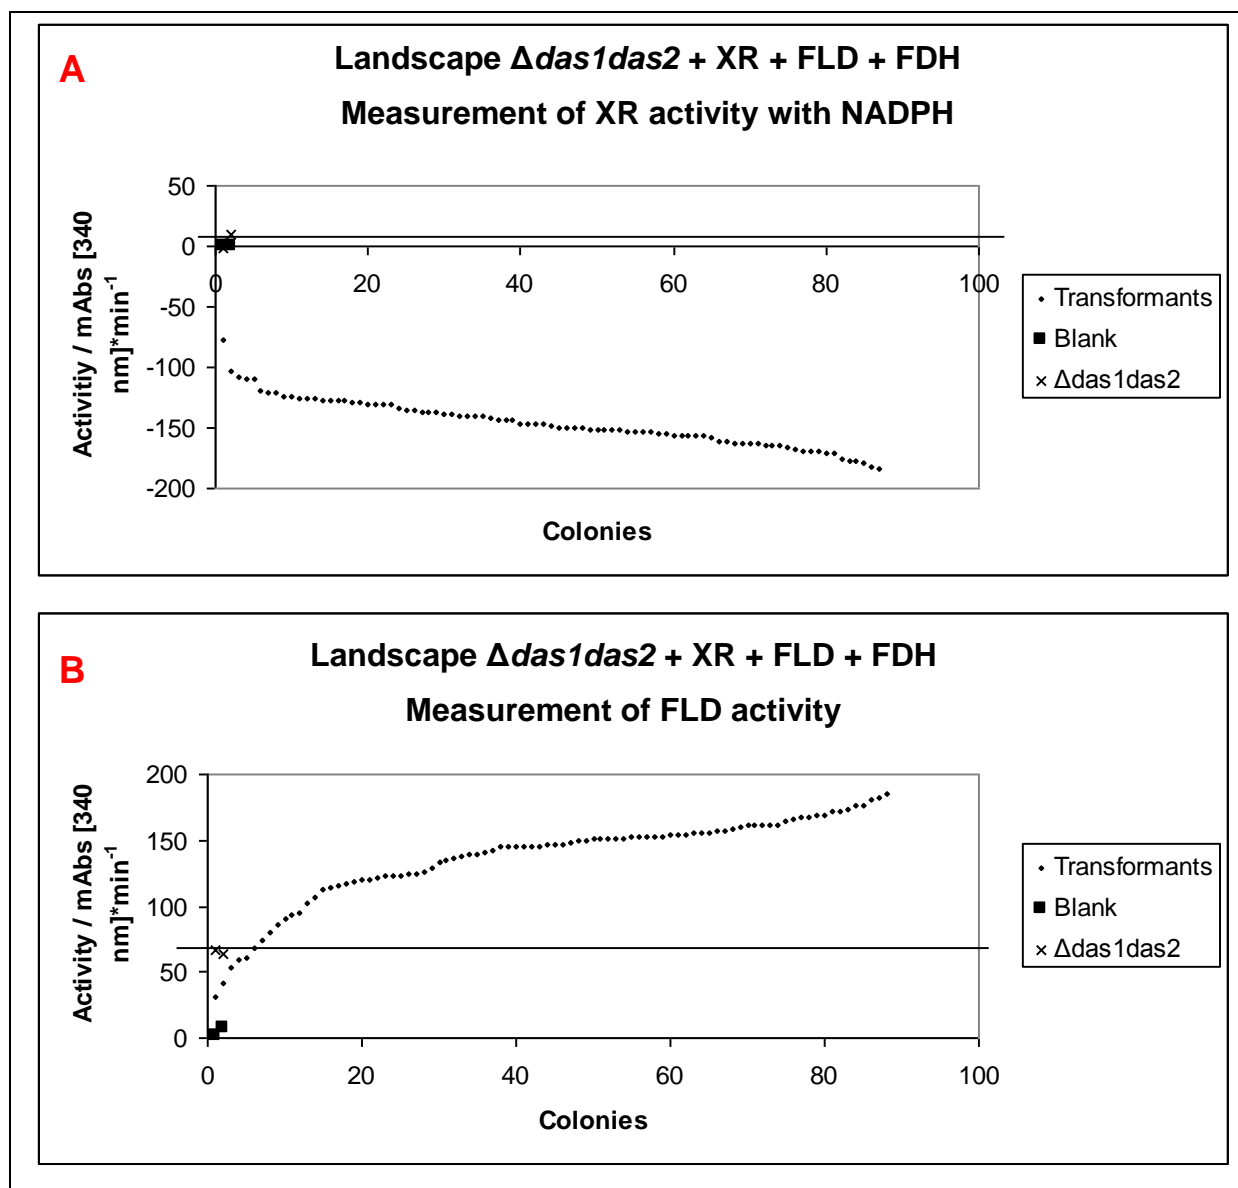 A
Landscape Δdas1das2 + XR + FLD + FDH
Measurement of XR activity with NADPH
Activitiy / mAbs [340
nm]*min⁻¹
50
0
-50
-100
-150
-200
0 20 40 60 80 100
Colonies
Transformants
Blank
Δdas1das2
B
Landscape Δdas1das2 + XR + FLD + FDH
Measurement of FLD activity
Activity / mAbs [340
nm]*min⁻¹
200
150
100
50
0
0 20 40 60 80 100
Colonies
Transformants
Blank
Δdas1das2